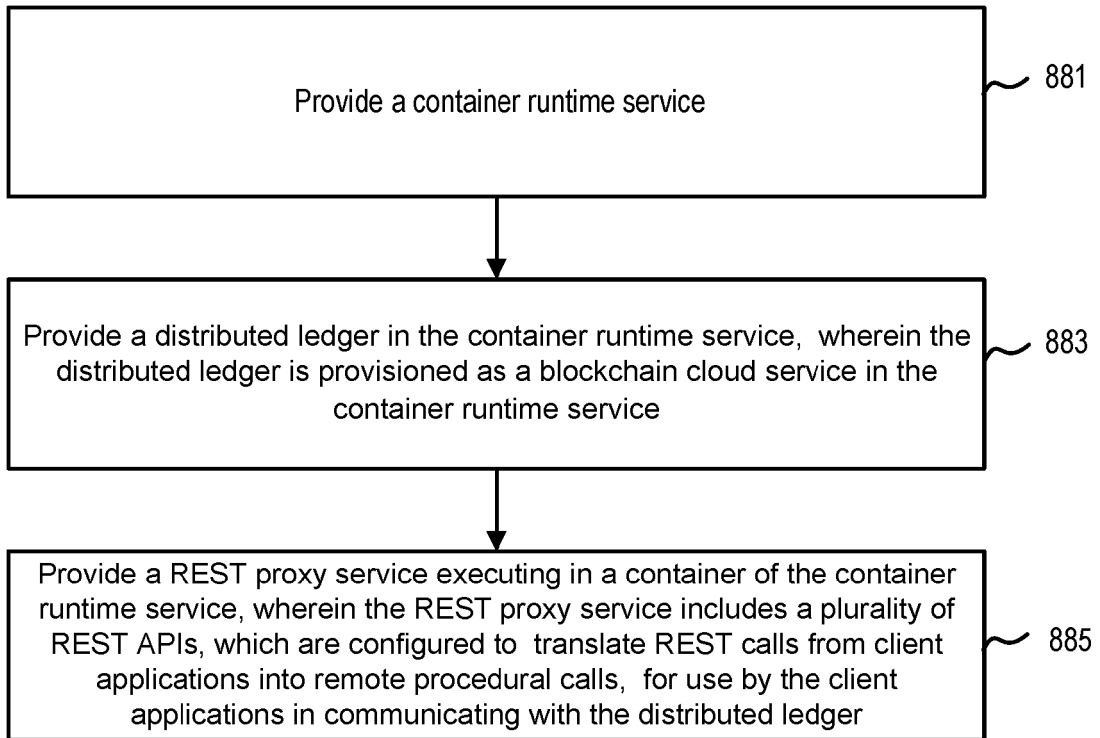 Provide a container runtime service
881
Provide a distributed ledger in the container runtime service, wherein the
distributed ledger is provisioned as a blockchain cloud service in the
container runtime service
883
Provide a REST proxy service executing in a container of the container
runtime service, wherein the REST proxy service includes a plurality of
REST APIs, which are configured to translate REST calls from client
applications into remote procedural calls, for use by the client
applications in communicating with the distributed ledger
885